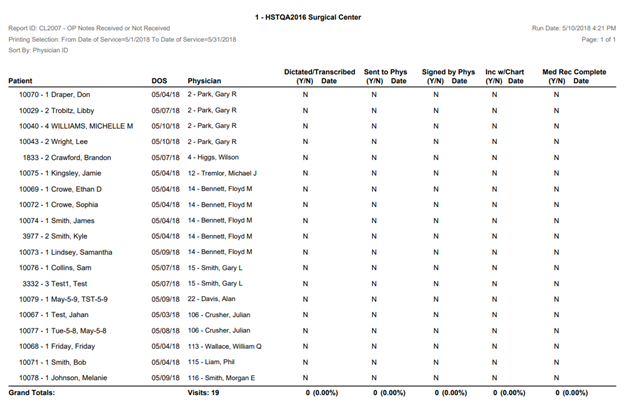 1 - HSTQA2016 Surgical Center
Report ID: CL2007 - OP Notes Received or Not Received Run Date: 5/10/2018 4:21 PM
Printing Selection: From Date of Service=5/1/2018 To Date of Service=5/31/2018 Page: 1 of 1
Sort By: Physician ID
Dictated/Transcribed Sent to Phys Signed by Phys Inc w/Chart Med Rec Complete
Patient DOS Physician (Y/N) Date (Y/N) Date (Y/N) Date (Y/N) Date (Y/N) Date
10070 - 1 Draper, Don 05/04/18 2 - Park, Gary R N N N N N
10029 - 2 Trobitz, Libby 05/07/18 2 - Park, Gary R N N N N N
10040 - 4 WILLIAMS, MICHELLE M 05/10/18 2 - Park, Gary R N N N N N
10043 - 2 Wright, Lee 05/10/18 2 - Park, Gary R N N N N N
1833 - 2 Crawford, Brandon 05/07/18 4 - Higgs, Wilson N N N N N
10075 - 1 Kingsley, Jamie 05/04/18 12 - Tremlor, Michael J N N N N N
10069 - 1 Crowe, Ethan D 05/04/18 14 - Bennett, Floyd M N N N N N
10072 - 1 Crowe, Sophia 05/04/18 14 - Bennett, Floyd M N N N N N
10074 - 1 Smith, James 05/04/18 14 - Bennett, Floyd M N N N N N
3977 - 2 Smith, Kyle 05/04/18 14 - Bennett, Floyd M N N N N N
10073 - 1 Lindsey, Samantha 05/09/18 14 - Bennett, Floyd M N N N N N
10076 - 1 Collins, Sam 05/07/18 15 - Smith, Gary L N N N N N
3332 - 3 Test1, Test 05/07/18 15 - Smith, Gary L N N N N N
10079 - 1 May-5-9, TST-5-9 05/09/18 22 - Davis, Alan N N N N N
10067 - 1 Test, Jahan 05/03/18 106 - Crusher, Julian N N N N N
10077 - 1 Tue-5-8, May-5-8 05/08/18 106 - Crusher, Julian N N N N N
10068 - 1 Friday, Friday 05/04/18 113 - Wallace, William Q N N N N N
10071 - 1 Smith, Bob 05/04/18 115 - Liam, Phil N N N N N
10078 - 1 Johnson, Melanie 05/09/18 116 - Smith, Morgan E N N N N N
Grand Totals: Visits: 19 0 (0.00%) 0 (0.00%) 0 (0.00%) 0 (0.00%) 0 (0.00%)